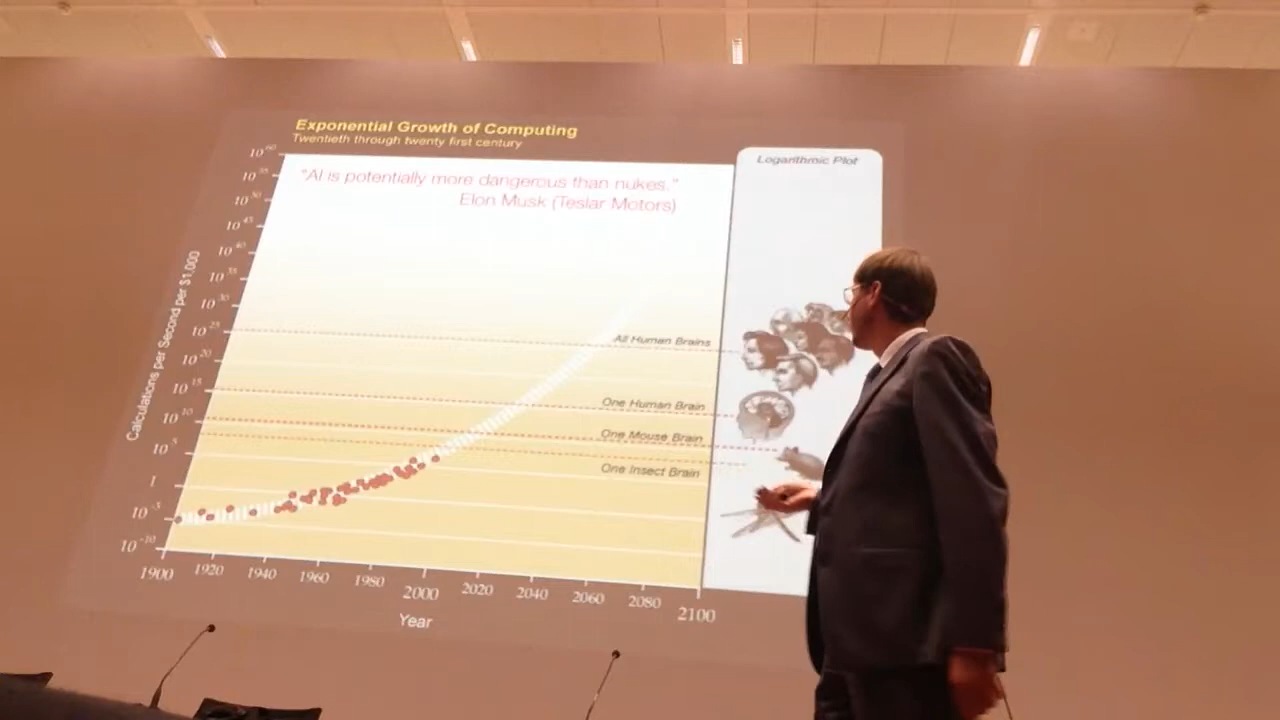 Exponential Growth of Computing
Twentieth through twenty first century
Logarithmic Plot
"AI is potentially more dangerous than nukes."
Elon Musk (Teslar Motors)
Calculations per Second per $1,000
10^60
10^55
10^50
10^45
10^40
10^35
10^30
10^25
10^20
10^15
10^10
10^5
1
10^-5
10^-10
All Human Brains
One Human Brain
One Mouse Brain
One Insect Brain
1900 1920 1940 1960 1980 2000 2020 2040 2060 2080 2100
Year